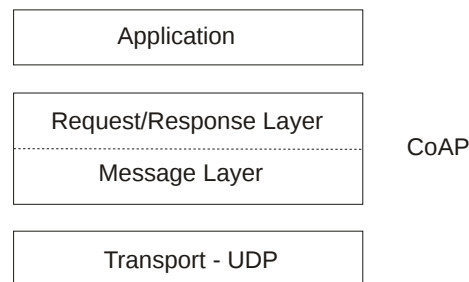 Application
Request/Response Layer
CoAP
Message Layer
Transport - UDP